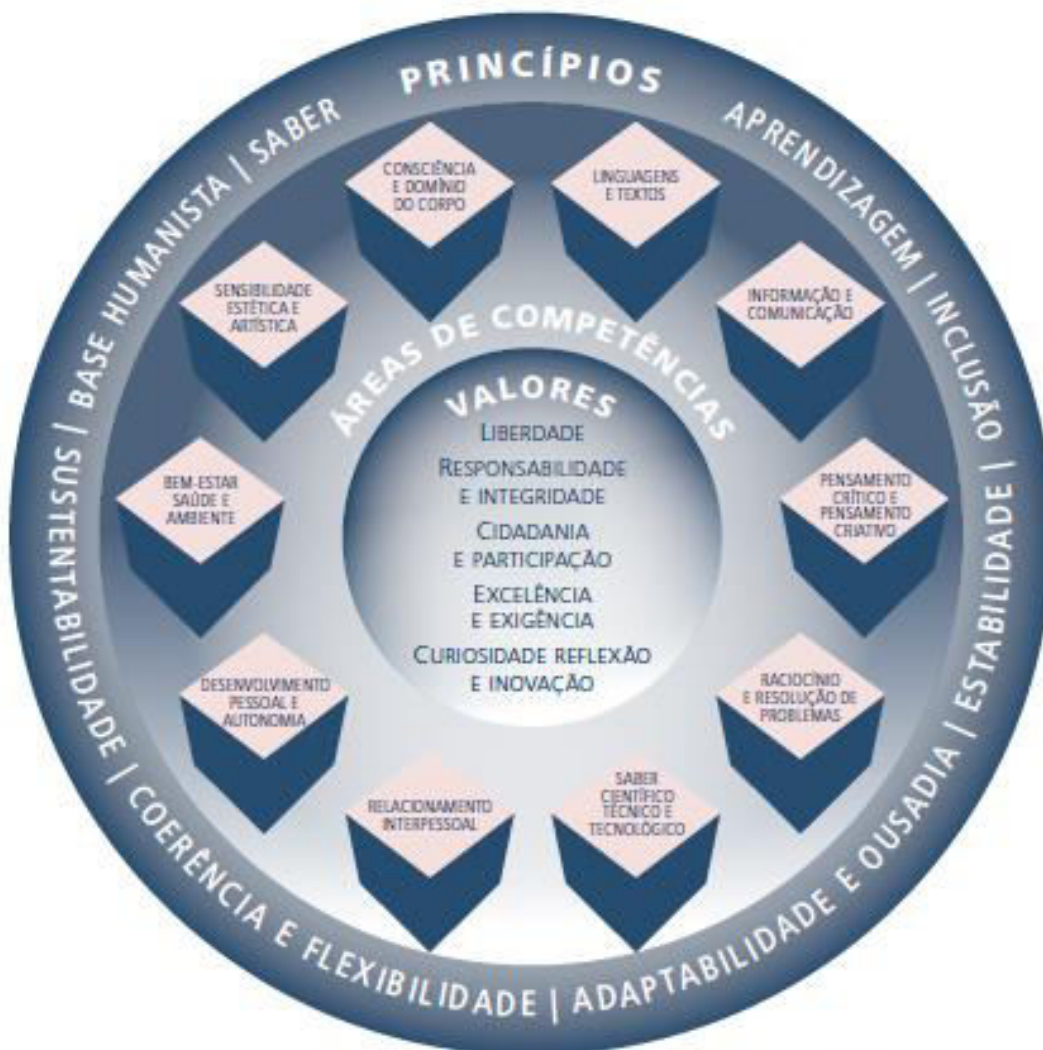 PRINCÍPIOS
APRENDIZAGEM | INCLUSÃO | ESTABILIDADE | ADAPTABILIDADE E OUSADIA | COERÊNCIA E FLEXIBILIDADE | SUSTENTABILIDADE | BASE HUMANISTA | SABER
ÁREAS DE COMPETÊNCIAS
LINGUAGENS
E TEXTOS
INFORMAÇÃO E
COMUNICAÇÃO
PENSAMENTO
CRÍTICO E
PENSAMENTO
CRIATIVO
RACIOCÍNIO
E RESOLUÇÃO DE
PROBLEMAS
SABER
CIENTÍFICO
TÉCNICO E
TECNOLÓGICO
RELACIONAMENTO
INTERPESSOAL
DESENVOLVIMENTO
PESSOAL E
AUTONOMIA
BEM-ESTAR
SAÚDE E
AMBIENTE
SENSIBILIDADE
ESTÉTICA E
ARTÍSTICA
CONSCIÊNCIA
E DOMÍNIO
DO CORPO
VALORES
LIBERDADE
RESPONSABILIDADE
E INTEGRIDADE
CIDADANIA
E PARTICIPAÇÃO
EXCELÊNCIA
E EXIGÊNCIA
CURIOSIDADE REFLEXÃO
E INOVAÇÃO